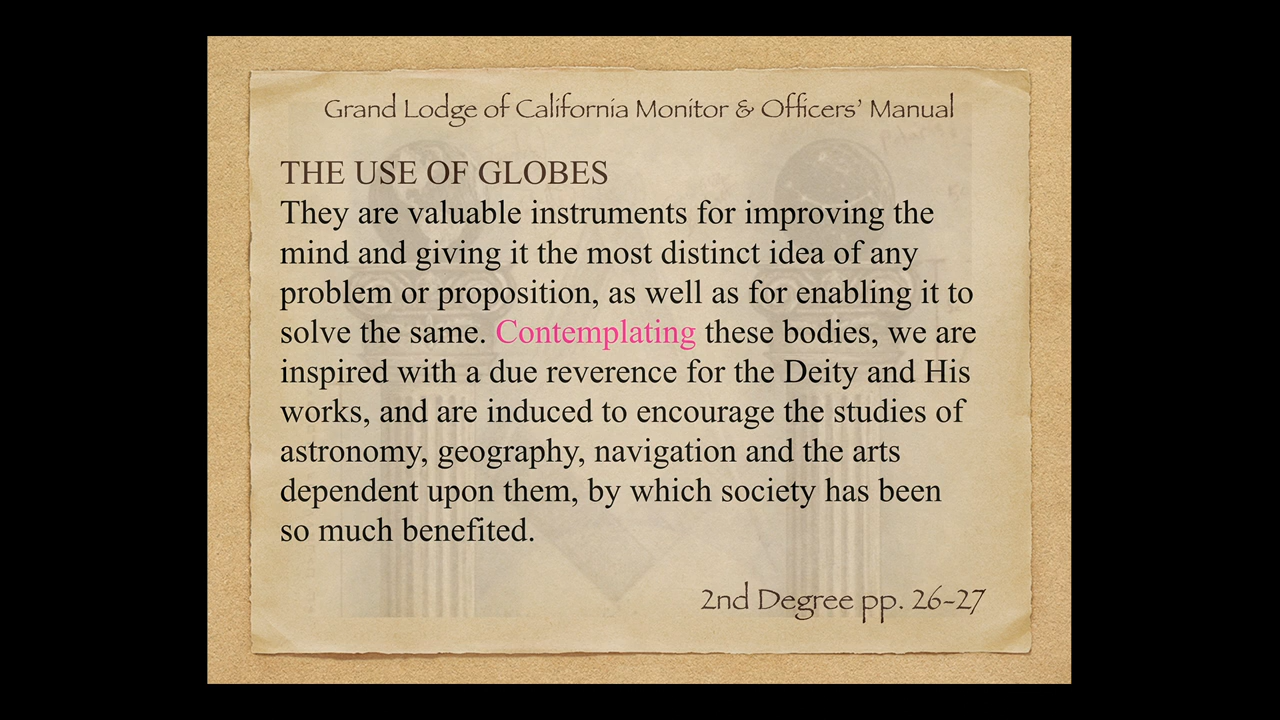 Grand Lodge of California Monitor & Officers’ Manual
THE USE OF GLOBES
They are valuable instruments for improving the
mind and giving it the most distinct idea of any
problem or proposition, as well as for enabling it to
solve the same. Contemplating these bodies, we are
inspired with a due reverence for the Deity and His
works, and are induced to encourage the studies of
astronomy, geography, navigation and the arts
dependent upon them, by which society has been
so much benefited.
2nd Degree pp. 26-27